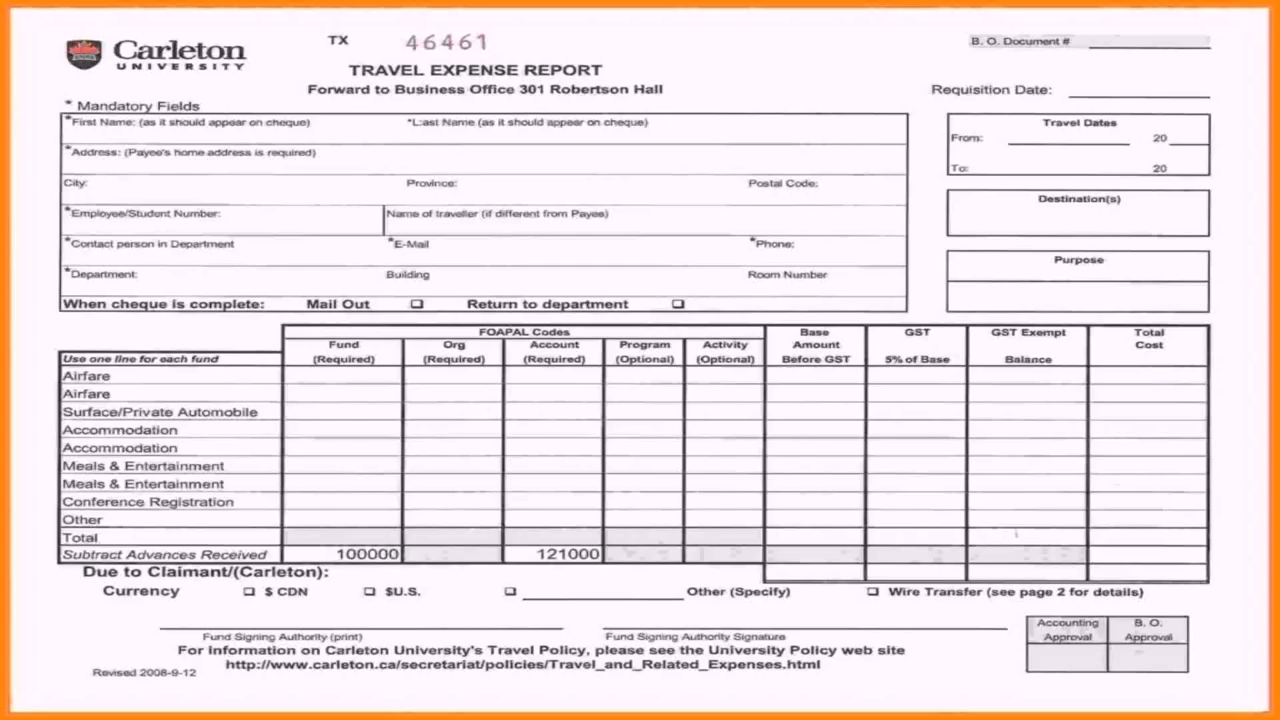 Carleton
UNIVERSITY
TX 46461
B. O. Document #
TRAVEL EXPENSE REPORT
Forward to Business Office 301 Robertson Hall
Requisition Date:
* Mandatory Fields
*First Name: (as it should appear on cheque) *Last Name (as it should appear on cheque)
Travel Dates
From: 20
To: 20
*Address: (Payee's home address is required)
City: Province: Postal Code:
Destination(s)
*Employee/Student Number: Name of traveller (if different from Payee)
*Contact person in Department *E-Mail *Phone:
Purpose
*Department: Building Room Number
When cheque is complete: Mail Out ☐ Return to department ☐
FOAPAL Codes Base GST GST Exempt Total
Fund Org Account Program Activity Amount Cost
Use one line for each fund (Required) (Required) (Required) (Optional) (Optional) Before GST 5% of Base Balance
Airfare
Airfare
Surface/Private Automobile
Accommodation
Accommodation
Meals & Entertainment
Meals & Entertainment
Conference Registration
Other
Total
Subtract Advances Received 100000 121000
Due to Claimant/(Carleton):
Currency ☐ $ CDN ☐ $U.S. ☐ Other (Specify) ☐ Wire Transfer (see page 2 for details)
Fund Signing Authority (print) Fund Signing Authority Signature
Accounting B. O.
Approval Approval
For Information on Carleton University's Travel Policy, please see the University Policy web site
http://www.carleton.ca/secretariat/policies/Travel_and_Related_Expenses.html
Revised 2008-9-12